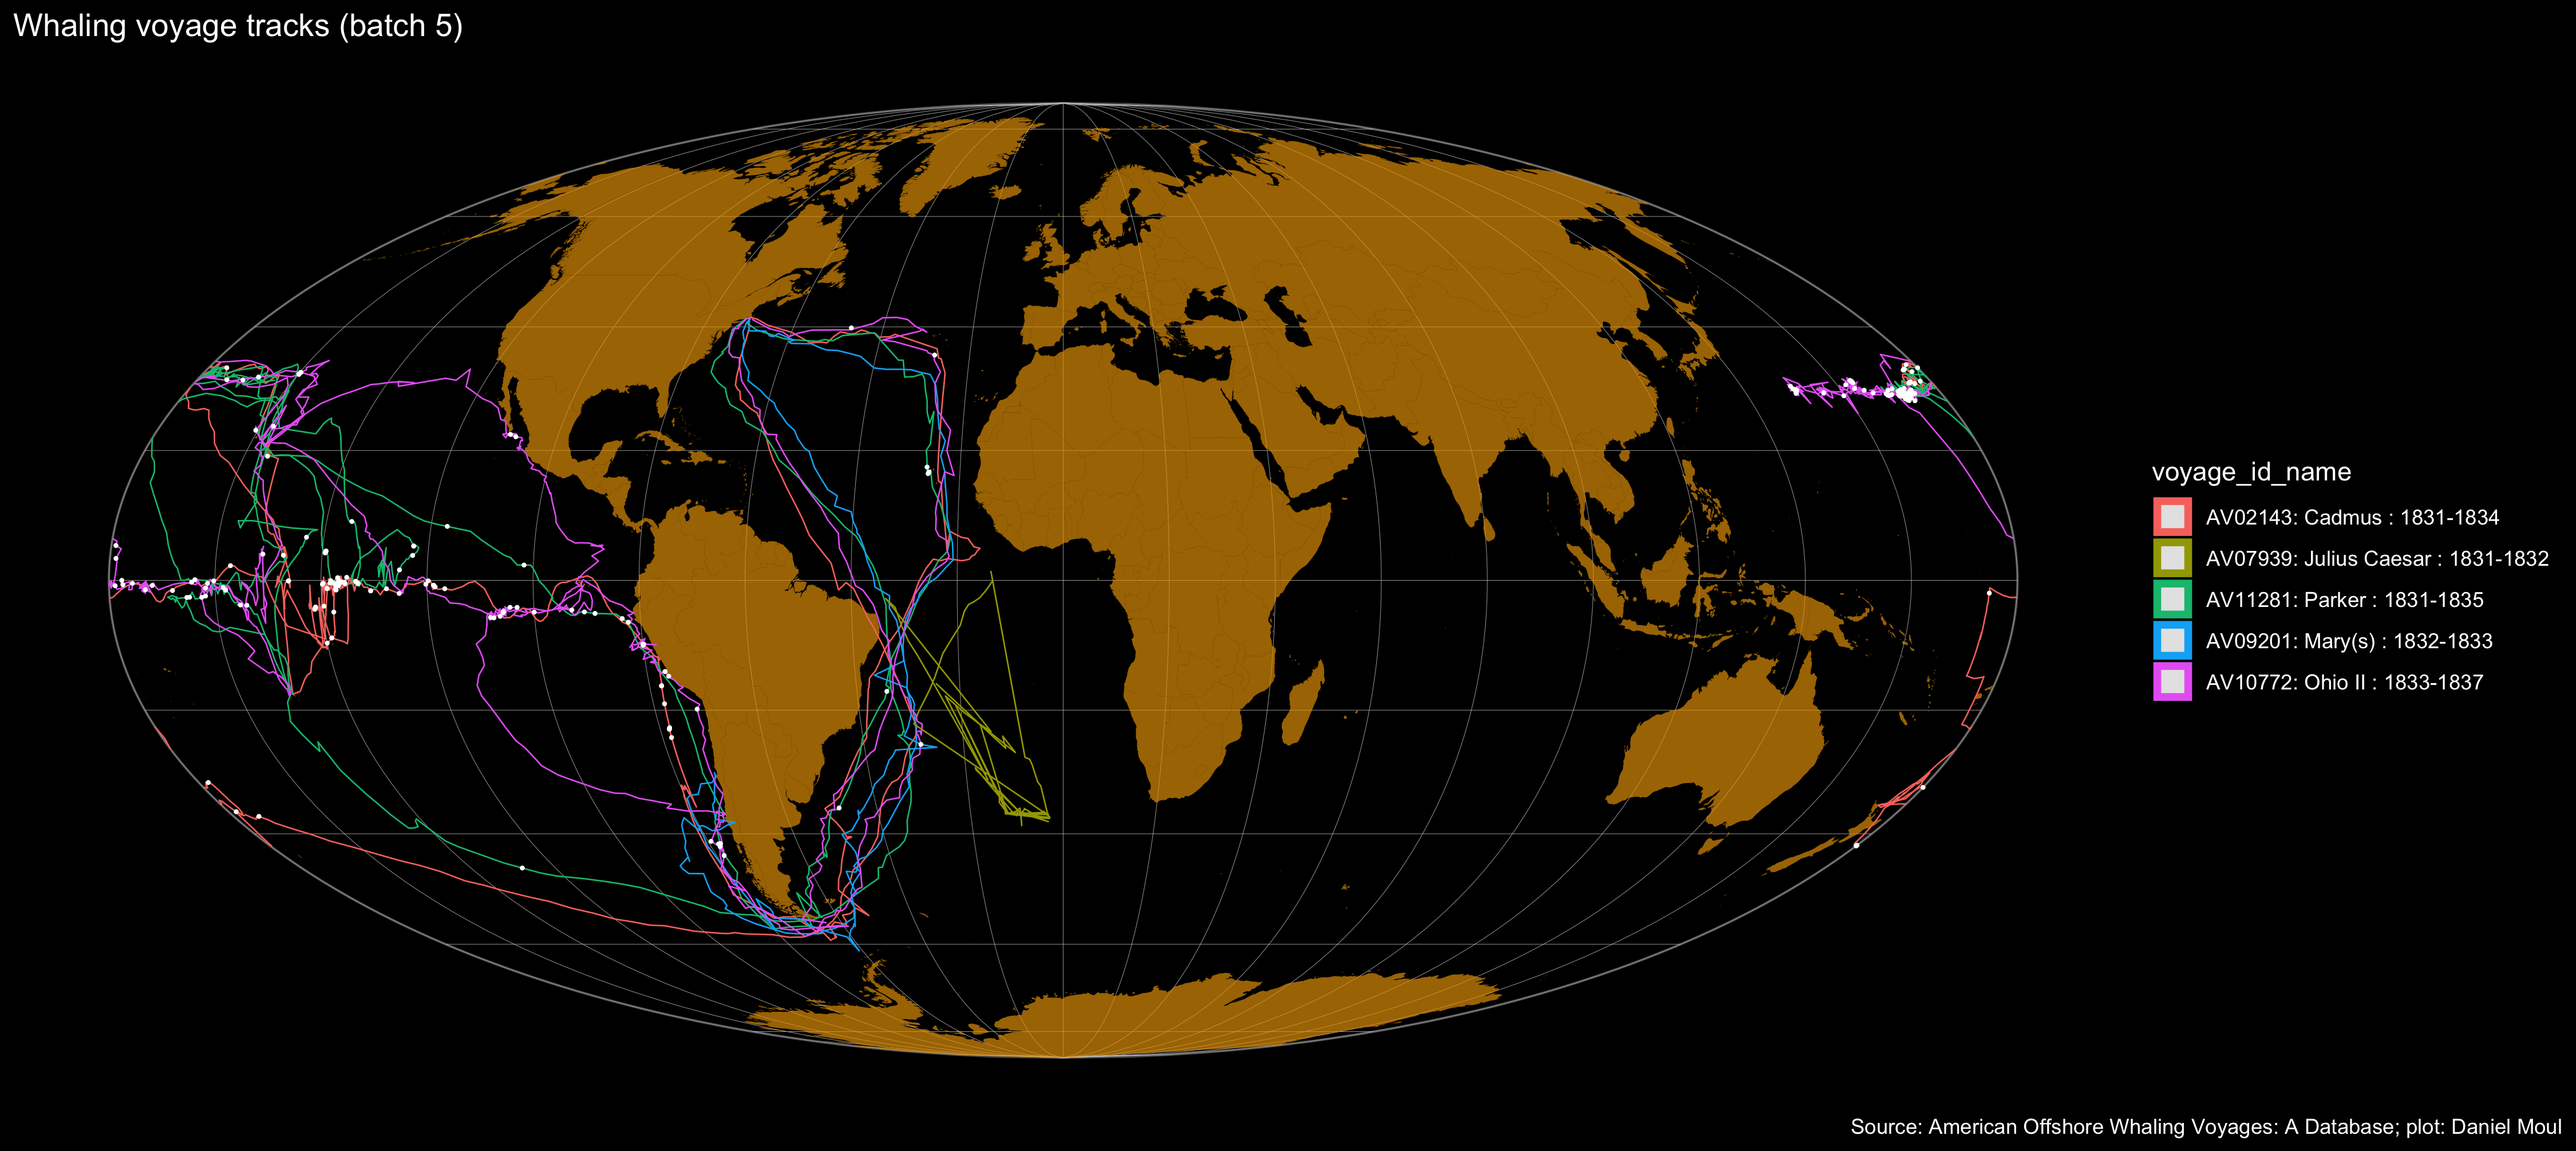 Whaling voyage tracks (batch 5)
voyage_id_name
AV02143: Cadmus : 1831-1834
AV07939: Julius Caesar : 1831-1832
AV11281: Parker : 1831-1835
AV09201: Mary(s) : 1832-1833
AV10772: Ohio II : 1833-1837
Source: American Offshore Whaling Voyages: A Database; plot: Daniel Moul